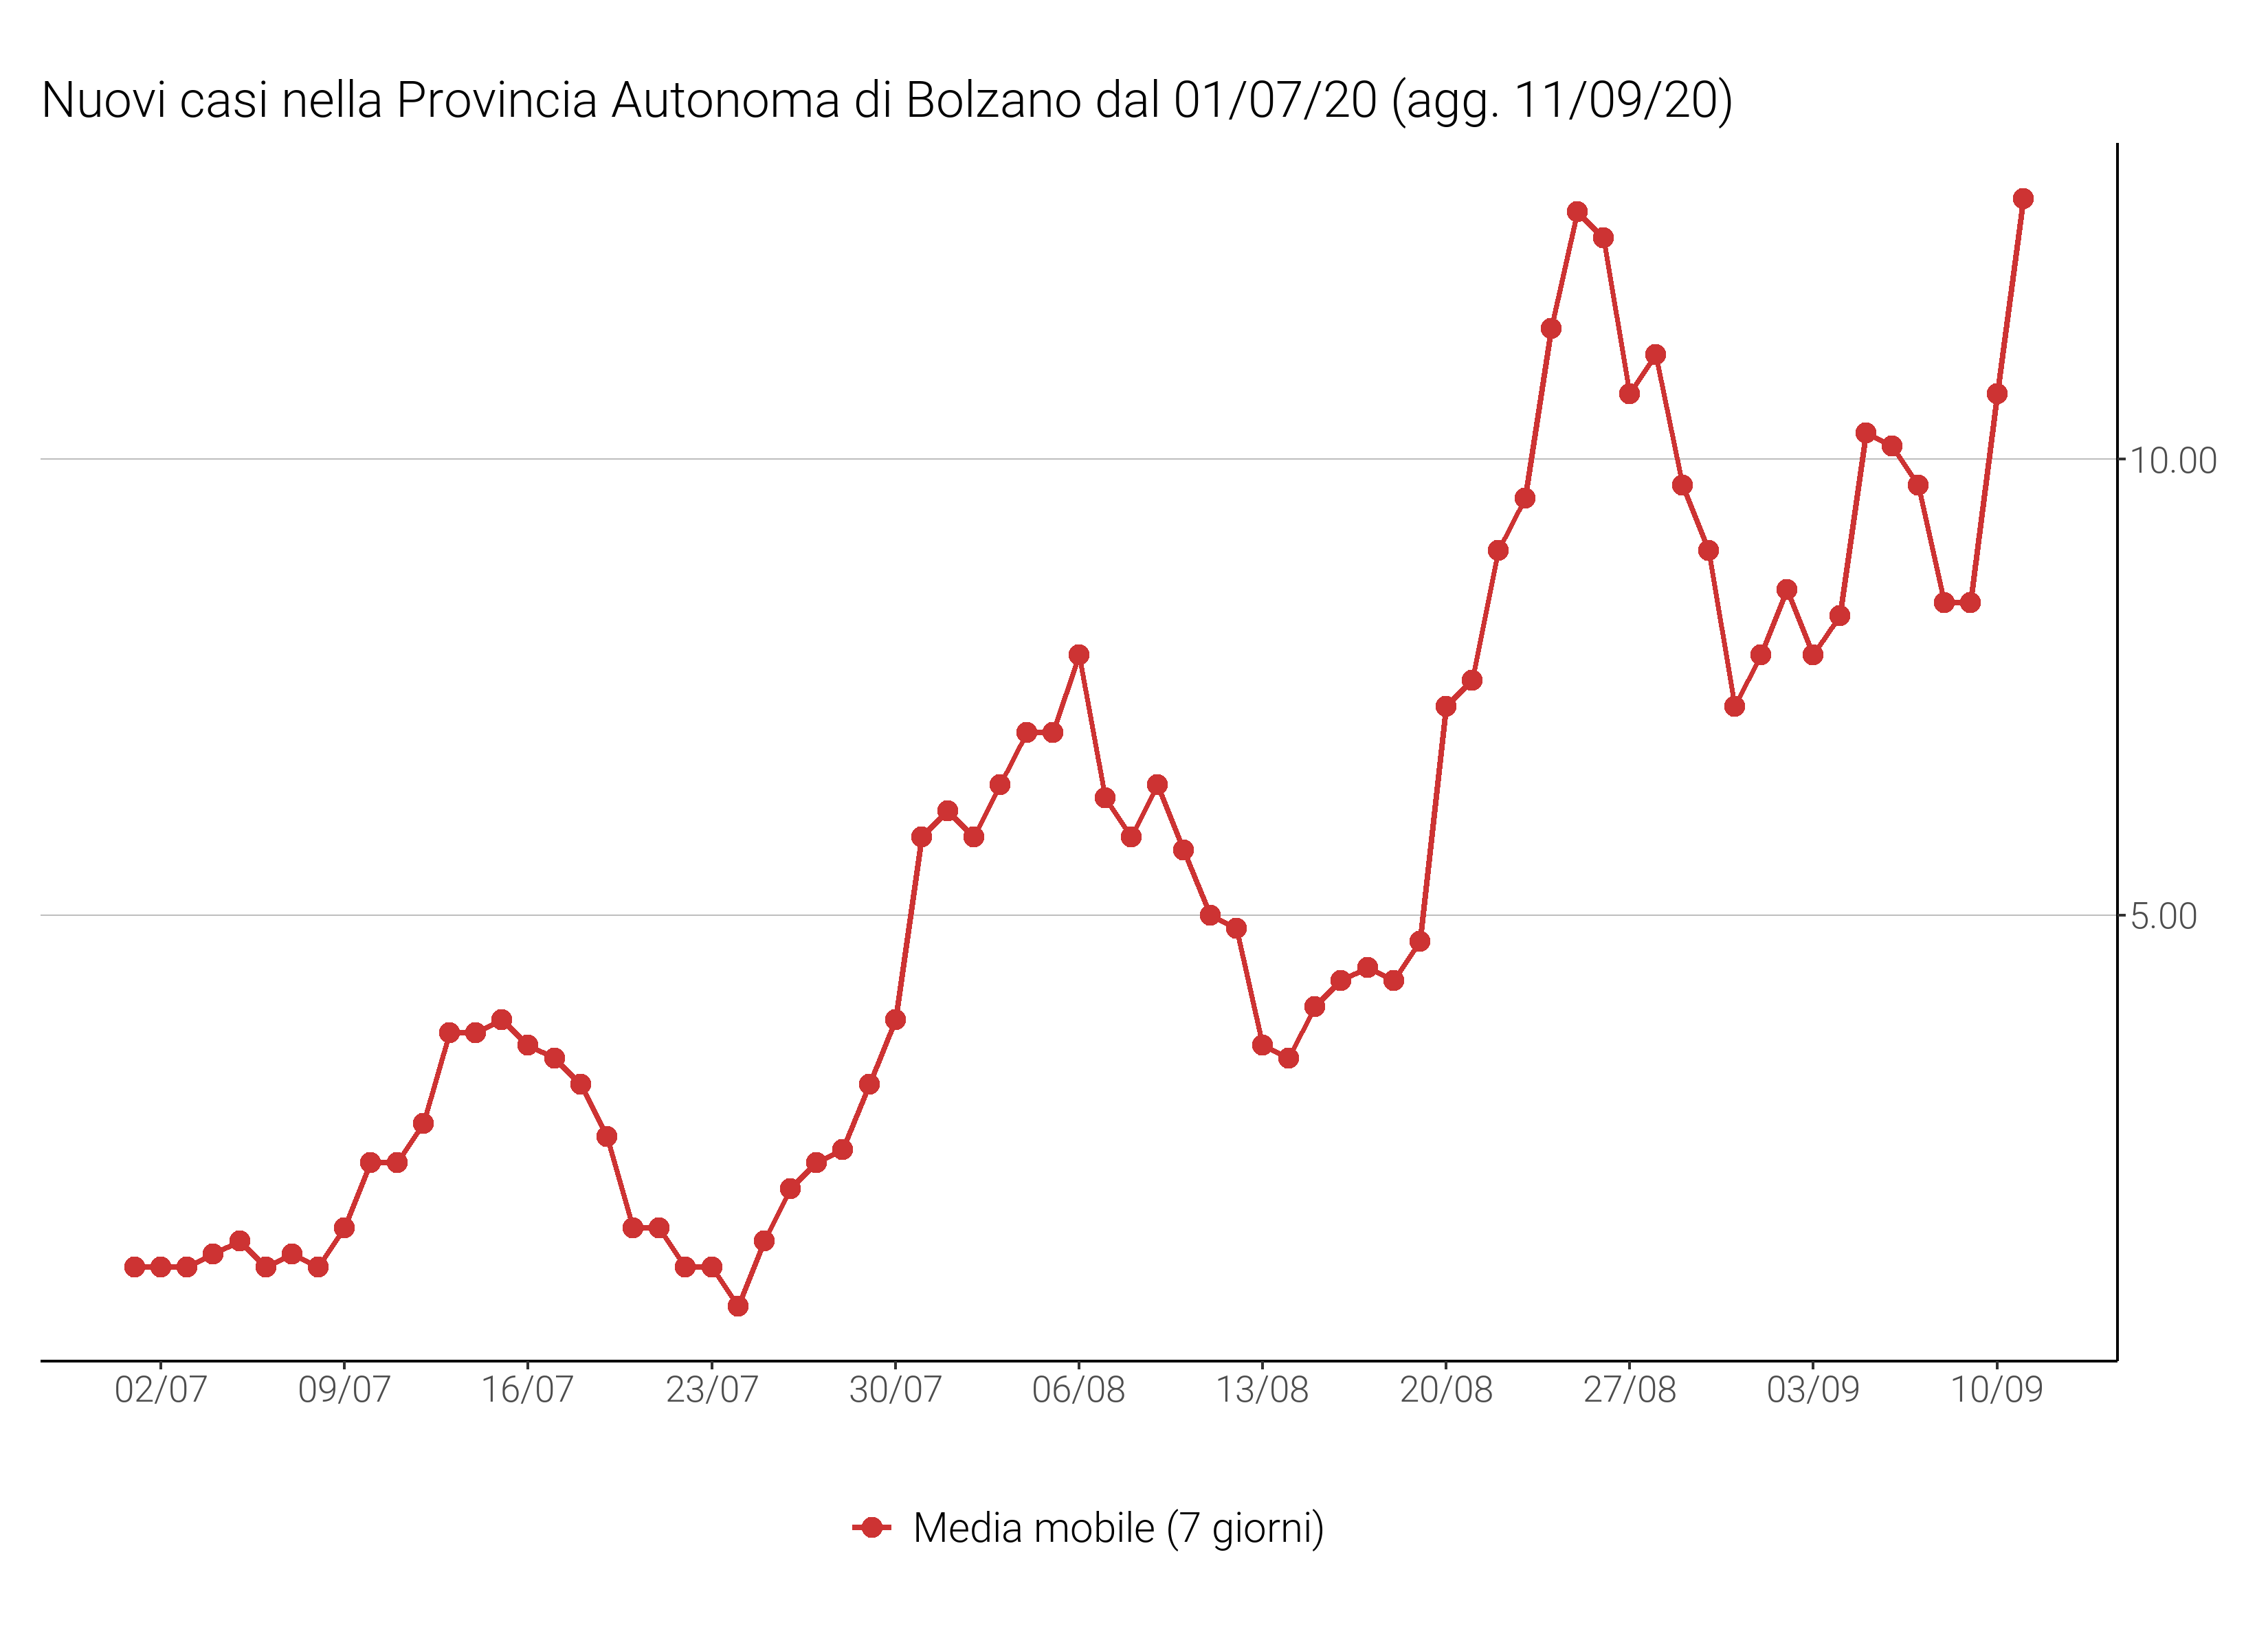 Nuovi casi nella Provincia Autonoma di Bolzano dal 01/07/20 (agg. 11/09/20)
10.00
5.00
02/07 09/07 16/07 23/07 30/07 06/08 13/08 20/08 27/08 03/09 10/09
Media mobile (7 giorni)